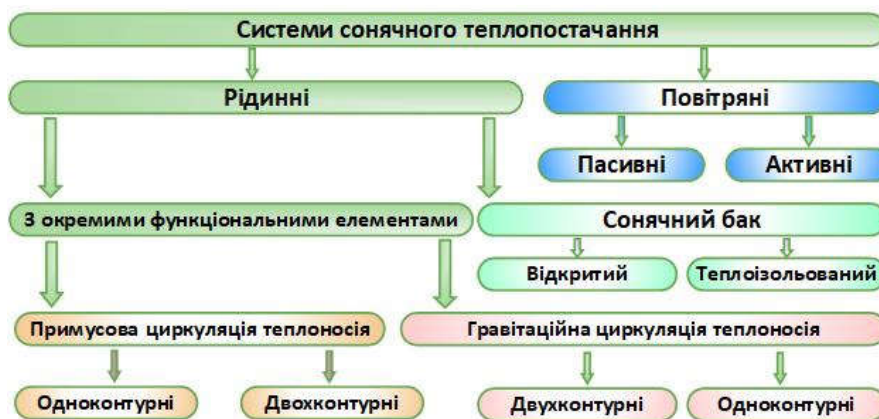 Системи сонячного теплопостачання
Рідинні
Повітряні
Пасивні
Активні
З окремими функціональними елементами
Сонячний бак
Відкритий
Теплоізольований
Примусова циркуляція теплоносія
Гравітаційна циркуляція теплоносія
Одноконтурні
Двохконтурні
Двухконтурні
Одноконтурні